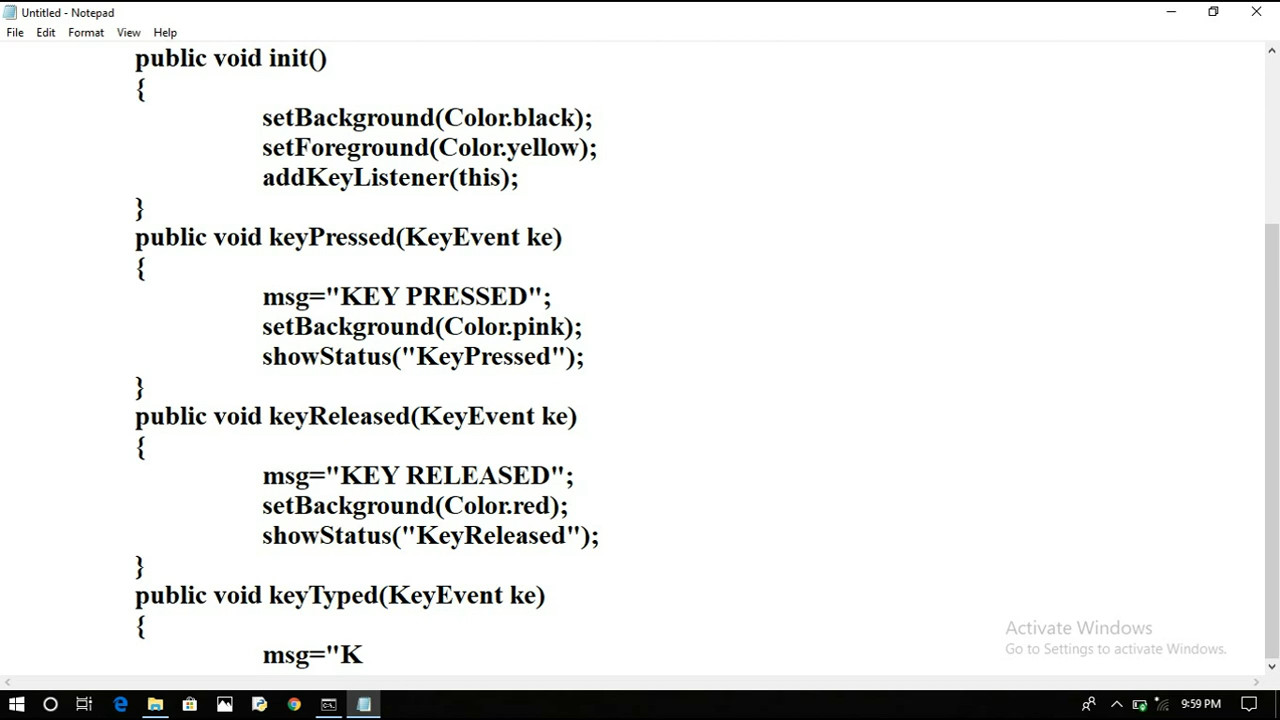 Untitled - Notepad
File Edit Format View Help
public void init()
{
setBackground(Color.black);
setForeground(Color.yellow);
addKeyListener(this);
}
public void keyPressed(KeyEvent ke)
{
msg="KEY PRESSED";
setBackground(Color.pink);
showStatus("KeyPressed");
}
public void keyReleased(KeyEvent ke)
{
msg="KEY RELEASED";
setBackground(Color.red);
showStatus("KeyReleased");
}
public void keyTyped(KeyEvent ke)
{
msg="K
Activate Windows
Go to Settings to activate Windows.
9:59 PM